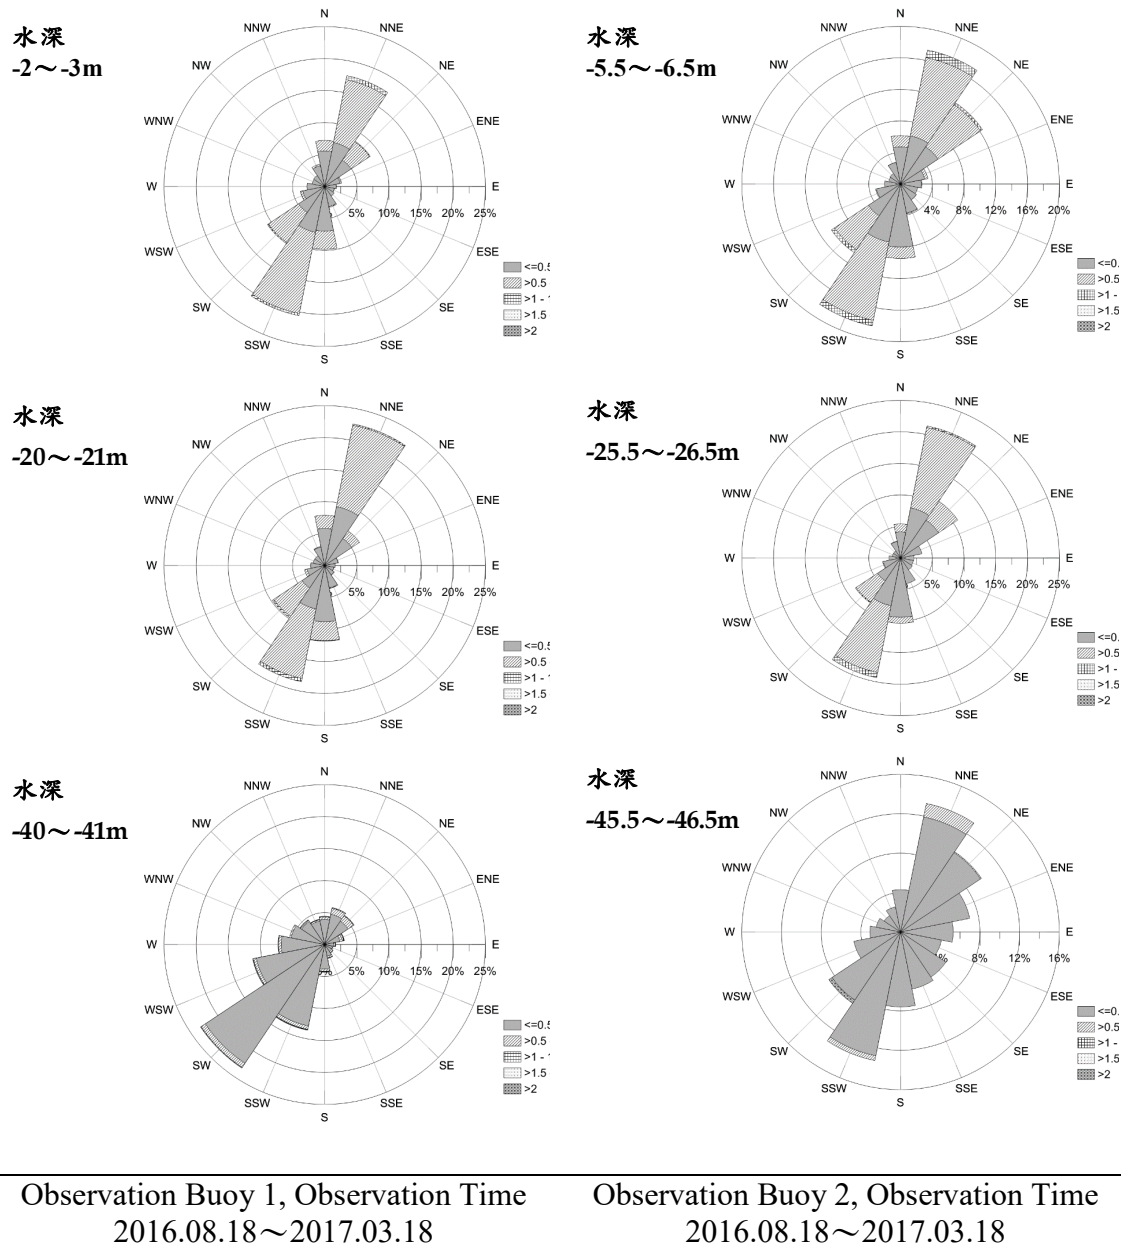 水深
-2～-3m
N
NNE
NE
ENE
E
ESE
SE
SSE
S
SSW
SW
WSW
W
WNW
NW
NNW
5% 10% 15% 20% 25%
<=0.5
>0.5
>1 -
>1.5
>2
水深
-5.5～-6.5m
N
NNE
NE
ENE
E
ESE
SE
SSE
S
SSW
SW
WSW
W
WNW
NW
NNW
4% 8% 12% 16% 20%
<=0.
>0.5
>1 -
>1.5
>2
水深
-20～-21m
N
NNE
NE
ENE
E
ESE
SE
SSE
S
SSW
SW
WSW
W
WNW
NW
NNW
5% 10% 15% 20% 25%
<=0.5
>0.5
>1 -
>1.5
>2
水深
-25.5～-26.5m
N
NNE
NE
ENE
E
ESE
SE
SSE
S
SSW
SW
WSW
W
WNW
NW
NNW
5% 10% 15% 20% 25%
<=0.
>0.5
>1 -
>1.5
>2
水深
-40～-41m
N
NNE
NE
ENE
E
ESE
SE
SSE
S
SSW
SW
WSW
W
WNW
NW
NNW
5% 10% 15% 20% 25%
<=0.5
>0.5
>1 -
>1.5
>2
水深
-45.5～-46.5m
N
NNE
NE
ENE
E
ESE
SE
SSE
S
SSW
SW
WSW
W
WNW
NW
NNW
8% 12% 16%
<=0.
>0.5
>1 -
>1.5
>2
Observation Buoy 1, Observation Time
2016.08.18～2017.03.18
Observation Buoy 2, Observation Time
2016.08.18～2017.03.18